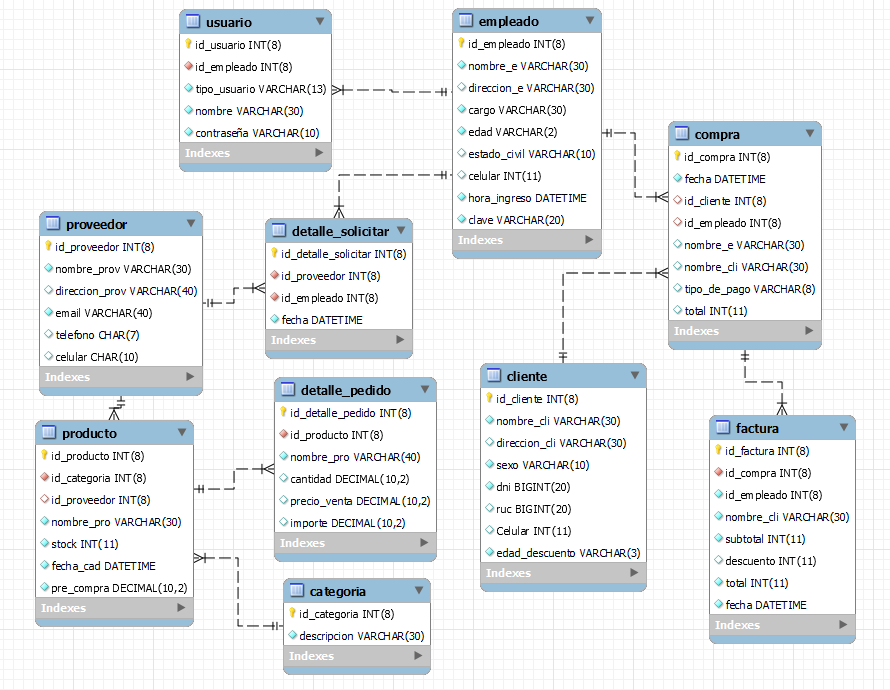 usuario
id_usuario INT(8)
id_empleado INT(8)
tipo_usuario VARCHAR(13)
nombre VARCHAR(30)
contraseña VARCHAR(10)
Indexes
empleado
id_empleado INT(8)
nombre_e VARCHAR(30)
direccion_e VARCHAR(30)
cargo VARCHAR(30)
edad VARCHAR(2)
estado_civil VARCHAR(10)
celular INT(11)
hora_ingreso DATETIME
clave VARCHAR(20)
Indexes
compra
id_compra INT(8)
fecha DATETIME
id_cliente INT(8)
id_empleado INT(8)
nombre_e VARCHAR(30)
nombre_cli VARCHAR(30)
tipo_de_pago VARCHAR(8)
total INT(11)
Indexes
proveedor
id_proveedor INT(8)
nombre_prov VARCHAR(30)
direccion_prov VARCHAR(40)
email VARCHAR(40)
telefono CHAR(7)
celular CHAR(10)
Indexes
detalle_solicitar
id_detalle_solicitar INT(8)
id_proveedor INT(8)
id_empleado INT(8)
fecha DATETIME
Indexes
detalle_pedido
id_detalle_pedido INT(8)
id_producto INT(8)
nombre_pro VARCHAR(40)
cantidad DECIMAL(10,2)
precio_venta DECIMAL(10,2)
importe DECIMAL(10,2)
Indexes
cliente
id_cliente INT(8)
nombre_cli VARCHAR(30)
direccion_cli VARCHAR(30)
sexo VARCHAR(10)
dni BIGINT(20)
ruc BIGINT(20)
Celular INT(11)
edad_descuento VARCHAR(3)
Indexes
producto
id_producto INT(8)
id_categoria INT(8)
id_proveedor INT(8)
nombre_pro VARCHAR(30)
stock INT(11)
fecha_cad DATETIME
pre_compra DECIMAL(10,2)
Indexes
factura
id_factura INT(8)
id_compra INT(8)
id_empleado INT(8)
nombre_cli VARCHAR(30)
subtotal INT(11)
descuento INT(11)
total INT(11)
fecha DATETIME
Indexes
categoria
id_categoria INT(8)
descripcion VARCHAR(30)
Indexes